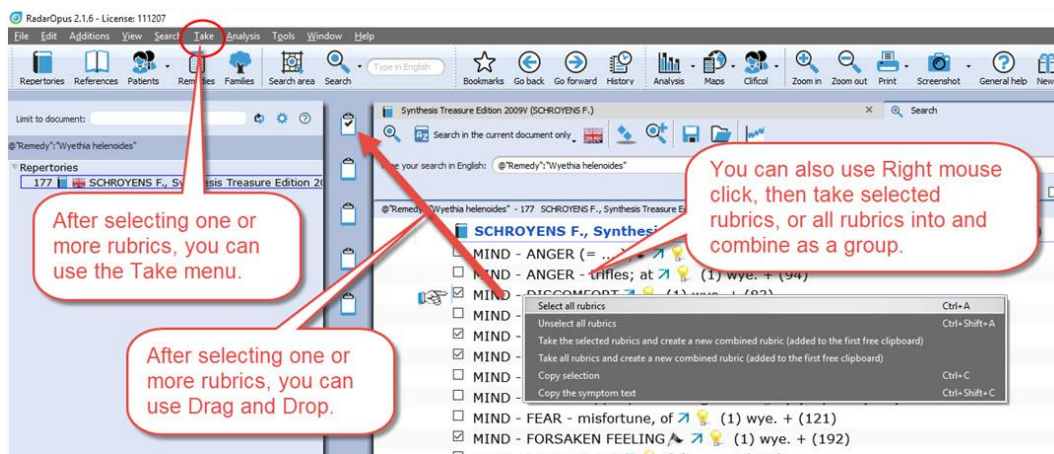 RadarOpus 2.1.6 - License: 111207
File Edit Additions View Search Take Analysis Tools Window Help
Type in English
Repertories References Patients Remedies Families Search area Search Bookmarks Go back Go forward History Analysis Maps Clificol Zoom in Zoom out Print Screenshot General help New
Limit to document:
Synthesis Treasure Edition 2009V (SCHROYENS F.) × Search
Search in the current document only
@"Remedy":"Wyethia helenoides"
your search in English: @"Remedy":"Wyethia helenoides"
Repertories
177 SCHROYENS F., Synthesis Treasure Edition 20
After selecting one or
more rubrics, you can
use the Take menu.
You can also use Right mouse
click, then take selected
rubrics, or all rubrics into and
combine as a group.
@"Remedy":"Wyethia helenoides" - 177 SCHROYENS F., Synthesis Treasure
SCHROYENS F., Synthesis
MIND - ANGER (= ...
MIND - ANGER - trifles; at (1) wye. + (94)
MIND - DISCOMFORT (1) wye. + (83)
MIND -
MIND -
MIND -
MIND -
MIND -
Select all rubrics Ctrl+A
Unselect all rubrics Ctrl+Shift+A
Take the selected rubrics and create a new combined rubric (added to the first free clipboard)
Take all rubrics and create a new combined rubric (added to the first free clipboard)
Copy selection Ctrl+C
Copy the symptom text Ctrl+Shift+C
After selecting one or
more rubrics, you can
use Drag and Drop.
MIND - FEAR - misfortune, of (1) wye. + (121)
MIND - FORSAKEN FEELING (1) wye. + (192)